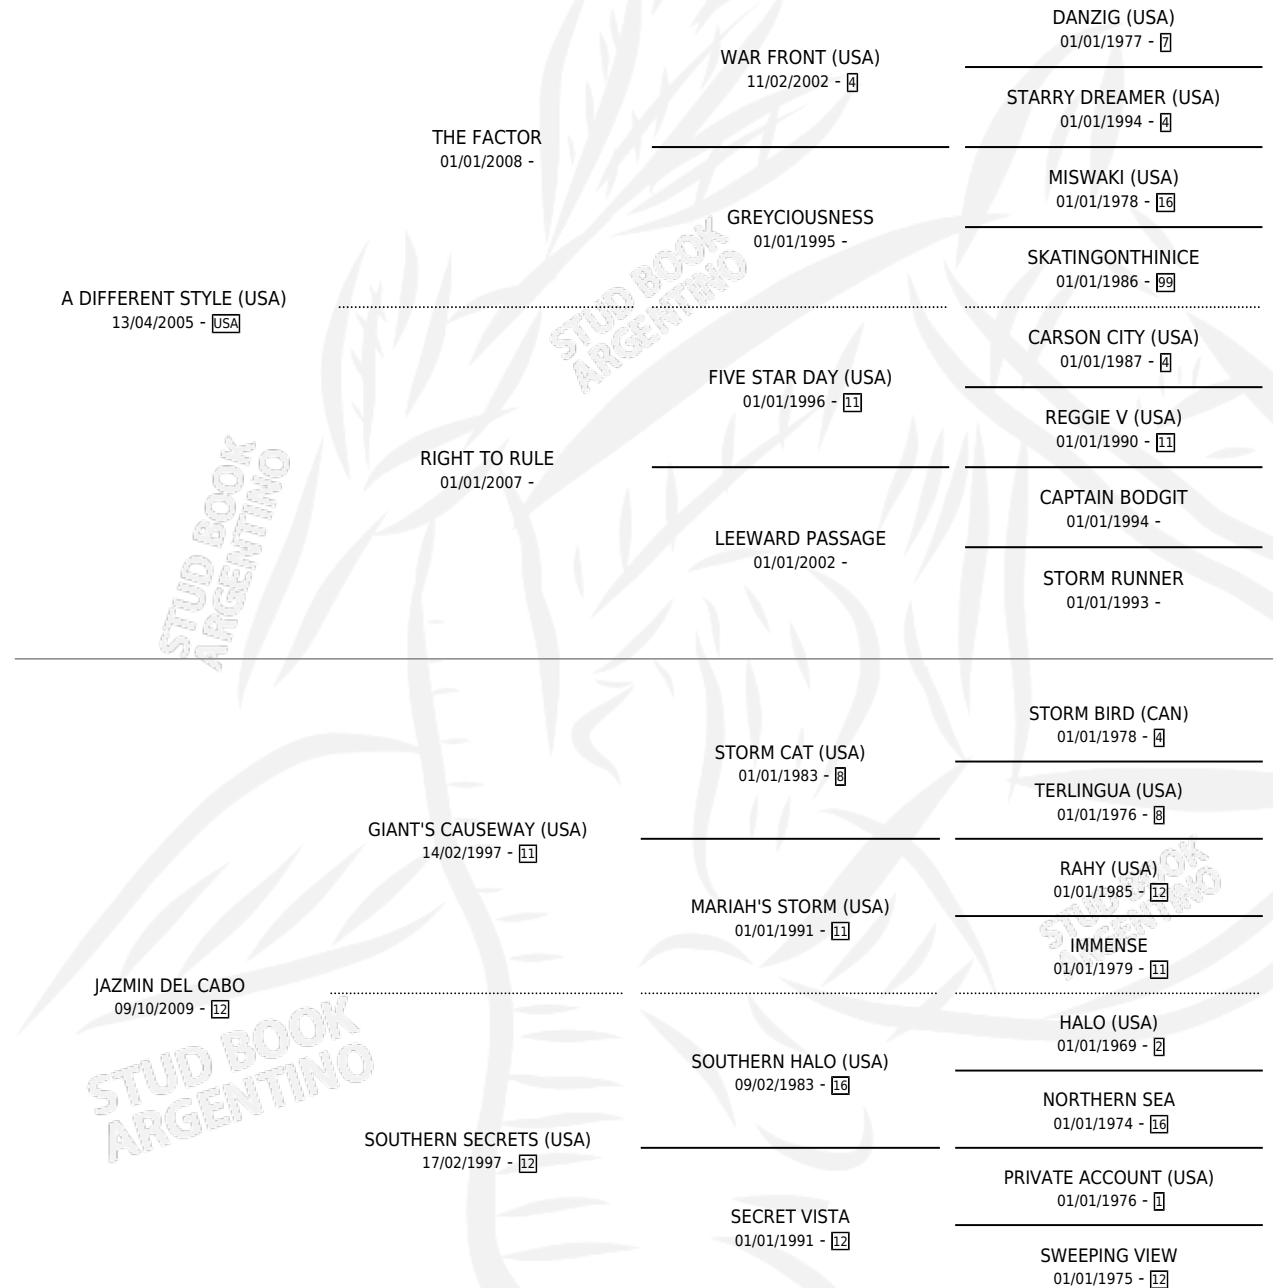 DANZIG (USA)
01/01/1977 - 7
WAR FRONT (USA)
11/02/2002 - 4
STARRY DREAMER (USA)
01/01/1994 - 4
THE FACTOR
01/01/2008 -
MISWAKI (USA)
01/01/1978 - 16
GREYCIOUSNESS
01/01/1995 -
SKATINGONTHINICE
01/01/1986 - 99
A DIFFERENT STYLE (USA)
13/04/2005 - USA
CARSON CITY (USA)
01/01/1987 - 4
FIVE STAR DAY (USA)
01/01/1996 - 11
REGGIE V (USA)
01/01/1990 - 11
RIGHT TO RULE
01/01/2007 -
CAPTAIN BODGIT
01/01/1994 -
LEEWARD PASSAGE
01/01/2002 -
STORM RUNNER
01/01/1993 -
STORM BIRD (CAN)
01/01/1978 - 4
STORM CAT (USA)
01/01/1983 - 8
TERLINGUA (USA)
01/01/1976 - 8
GIANT'S CAUSEWAY (USA)
14/02/1997 - 11
RAHY (USA)
01/01/1985 - 12
MARIAH'S STORM (USA)
01/01/1991 - 11
IMMENSE
01/01/1979 - 11
JAZMIN DEL CABO
09/10/2009 - 12
HALO (USA)
01/01/1969 - 2
SOUTHERN HALO (USA)
09/02/1983 - 16
NORTHERN SEA
01/01/1974 - 16
SOUTHERN SECRETS (USA)
17/02/1997 - 12
PRIVATE ACCOUNT (USA)
01/01/1976 - 1
SECRET VISTA
01/01/1991 - 12
SWEEPING VIEW
01/01/1975 - 12
STUD BOOK
ARGENTINO
STUD BOOK
ARGENTINO
STUD BOOK
ARGENTINO
STUD BOOK
ARGENTINO